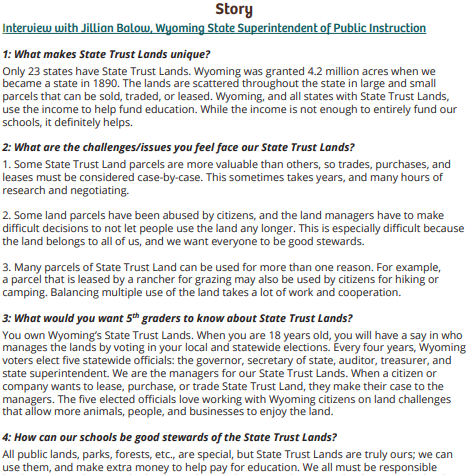 Story
Interview with Jillian Balow, Wyoming State Superintendent of Public Instruction
1: What makes State Trust Lands unique?
Only 23 states have State Trust Lands. Wyoming was granted 4.2 million acres when we
became a state in 1890. The lands are scattered throughout the state in large and small
parcels that can be sold, traded, or leased. Wyoming, and all states with State Trust Lands,
use the income to help fund education. While the income is not enough to entirely fund our
schools, it definitely helps.
2: What are the challenges/issues you feel face our State Trust Lands?
1. Some State Trust Land parcels are more valuable than others, so trades, purchases, and
leases must be considered case-by-case. This sometimes takes years, and many hours of
research and negotiating.
2. Some land parcels have been abused by citizens, and the land managers have to make
difficult decisions to not let people use the land any longer. This is especially difficult because
the land belongs to all of us, and we want everyone to be good stewards.
3. Many parcels of State Trust Land can be used for more than one reason. For example,
a parcel that is leased by a rancher for grazing may also be used by citizens for hiking or
camping. Balancing multiple use of the land takes a lot of work and cooperation.
3: What would you want 5th graders to know about State Trust Lands?
You own Wyoming's State Trust Lands. When you are 18 years old, you will have a say in who
manages the lands by voting in your local and statewide elections. Every four years, Wyoming
voters elect five statewide officials: the governor, secretary of state, auditor, treasurer, and
state superintendent. We are the managers for our State Trust Lands. When a citizen or
company wants to lease, purchase, or trade State Trust Land, they make their case to the
managers. The five elected officials love working with Wyoming citizens on land challenges
that allow more animals, people, and businesses to enjoy the land.
4: How can our schools be good stewards of the State Trust Lands?
All public lands, parks, forests, etc., are special, but State Trust Lands are truly ours; we can
use them, and make extra money to help pay for education. We all must be responsible